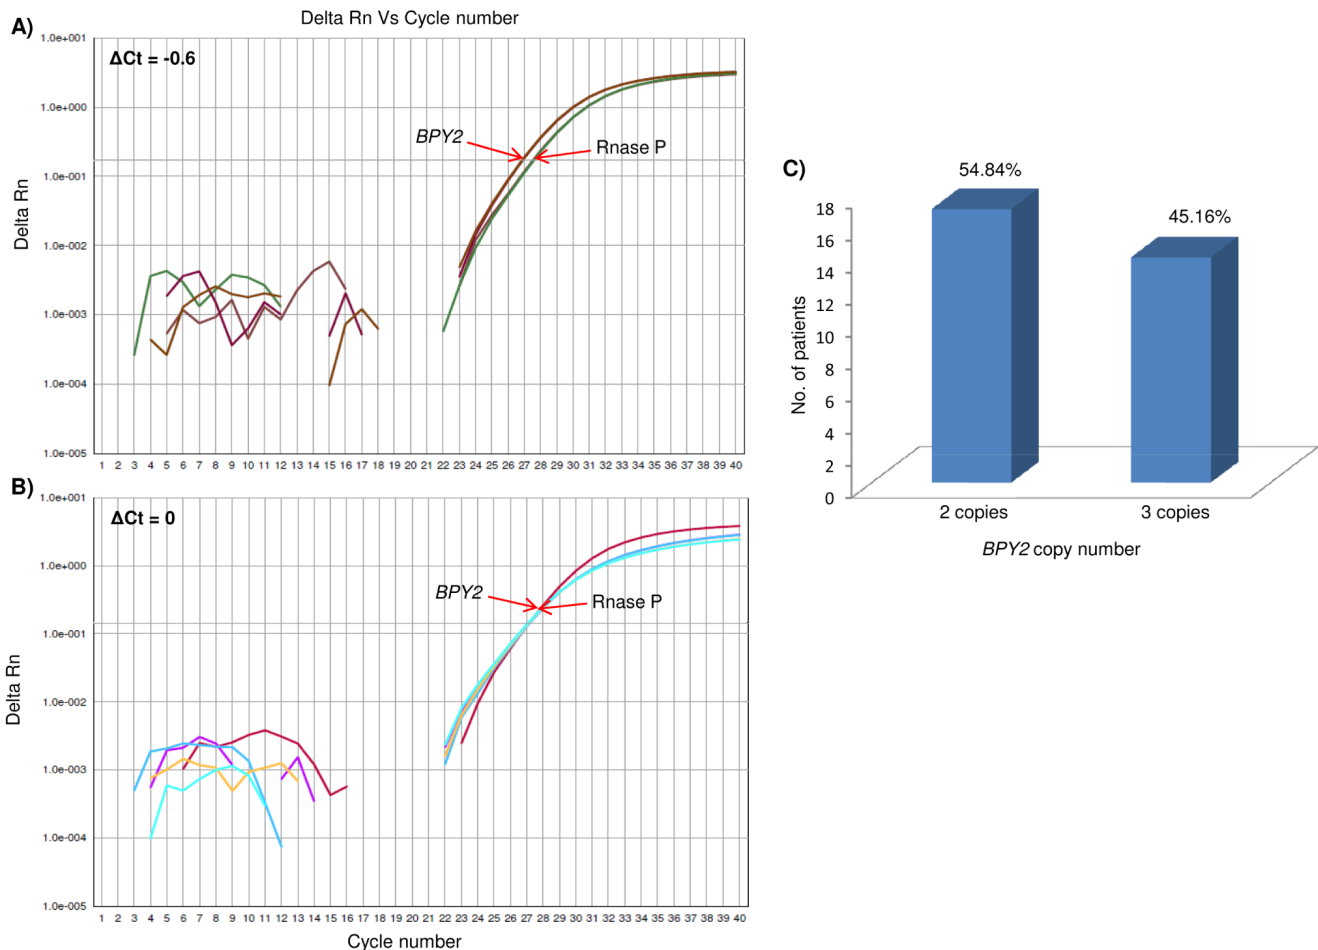 Delta Rn Vs Cycle number
A)
ΔCt = -0.6
1.0e+001
1.0e+000
1.0e-001
1.0e-002
1.0e-003
1.0e-004
1.0e-005
Delta Rn
BPY2
Rnase P
1 2 3 4 5 6 7 8 9 10 11 12 13 14 15 16 17 18 19 20 21 22 23 24 25 26 27 28 29 30 31 32 33 34 35 36 37 38 39 40
B)
ΔCt = 0
1.0e+001
1.0e+000
1.0e-001
1.0e-002
1.0e-003
1.0e-004
1.0e-005
Delta Rn
BPY2
Rnase P
1 2 3 4 5 6 7 8 9 10 11 12 13 14 15 16 17 18 19 20 21 22 23 24 25 26 27 28 29 30 31 32 33 34 35 36 37 38 39 40
Cycle number
C)
54.84%
45.16%
18
16
14
12
10
8
6
4
2
0
No. of patients
2 copies 3 copies
BPY2 copy number